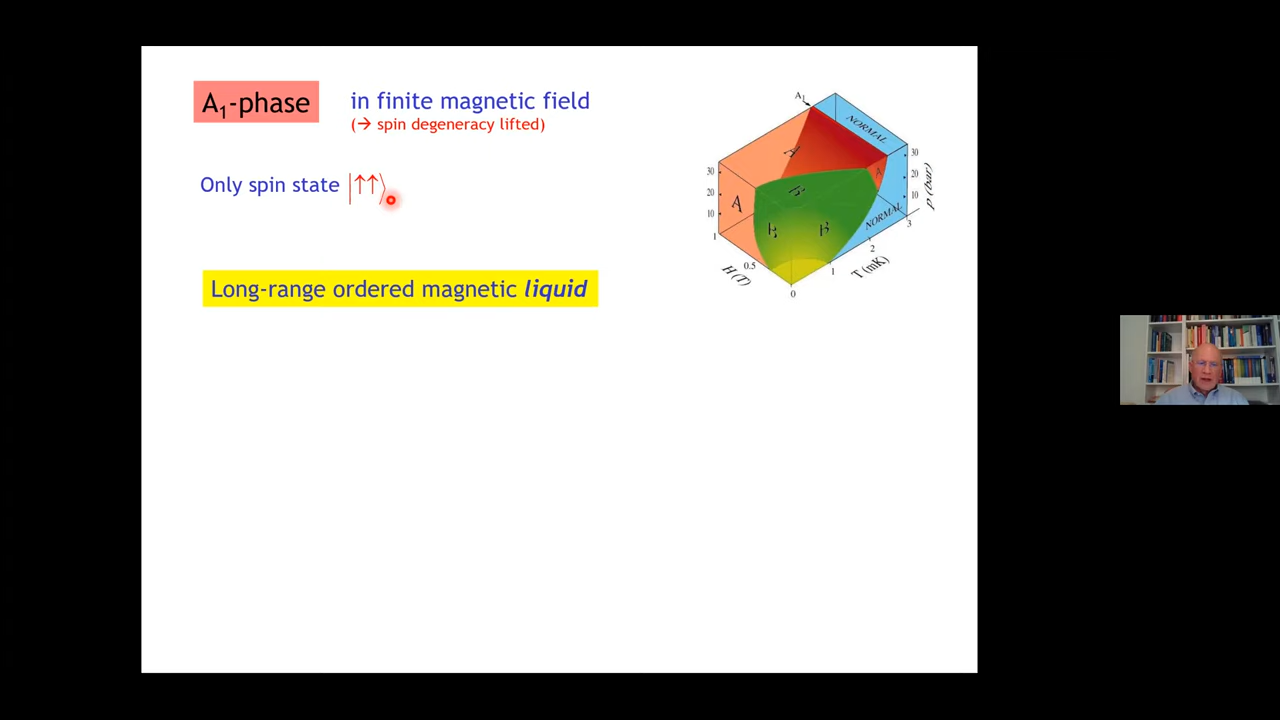 A₁-phase
in finite magnetic field
(→ spin degeneracy lifted)
Only spin state |↑↑⟩
Long-range ordered magnetic liquid
A₁
NORMAL
A
A
B
A
B
B
NORMAL
30
20
10
30
20
10
P (bar)
1
0.5
0
1
2
3
H (T)
T (mK)